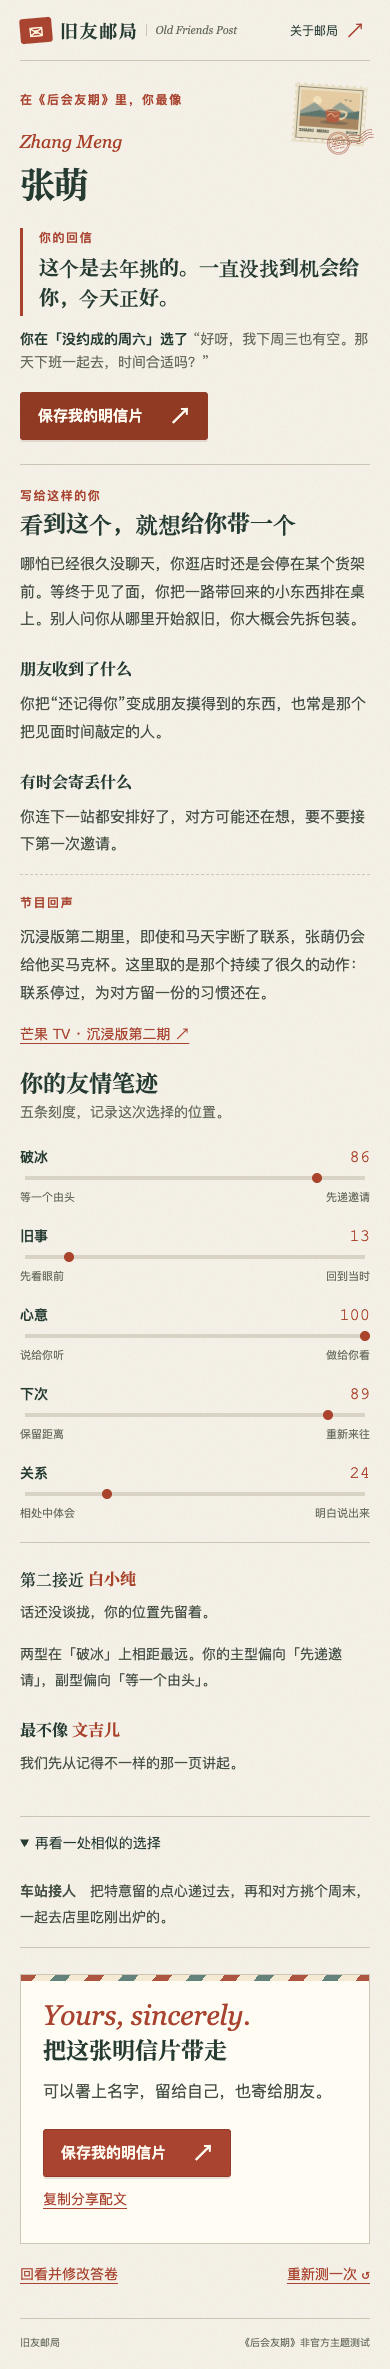 旧友邮局
Old Friends Post
关于邮局 ↗
在《后会友期》里，你最像
Zhang Meng
张萌
你的回信
这个是去年挑的。一直没找到机会给
你，今天正好。
你在「没约成的周六」选了 “好呀，我下周三也有空。那
天下班一起去，时间合适吗？”
保存我的明信片 ↗
写给这样的你
看到这个，就想给你带一个
哪怕已经很久没聊天，你逛店时还是会停在某个货架
前。等终于见了面，你把一路带回来的小东西排在桌
上。别人问你从哪里开始叙旧，你大概会先拆包装。
朋友收到了什么
你把“还记得你”变成朋友摸得到的东西，也常是那个
把见面时间敲定的人。
有时会寄丢什么
你连下一站都安排好了，对方可能还在想，要不要接
下第一次邀请。
节目回声
沉浸版第二期里，即使和马天宇断了联系，张萌仍会
给他买马克杯。这里取的是那个持续了很久的动作：
联系停过，为对方留一份的习惯还在。
芒果 TV · 沉浸版第二期 ↗
你的友情笔迹
五条刻度，记录这次选择的位置。
破冰 86
等一个由头 先递邀请
旧事 13
先看眼前 回到当时
心意 100
说给你听 做给你看
下次 89
保留距离 重新来往
关系 24
相处中体会 明白说出来
第二接近 白小纯
话还没谈拢，你的位置先留着。
两型在「破冰」上相距最远。你的主型偏向「先递邀
请」，副型偏向「等一个由头」。
最不像 文吉儿
我们先从记得不一样的那一页讲起。
▼ 再看一处相似的选择
车站接人 把特意留的点心递过去，再和对方挑个周末，
一起去店里吃刚出炉的。
Yours, sincerely.
把这张明信片带走
可以署上名字，留给自己，也寄给朋友。
保存我的明信片 ↗
复制分享配文
回看并修改答卷
重新测一次 ↺
旧友邮局
《后会友期》非官方主题测试